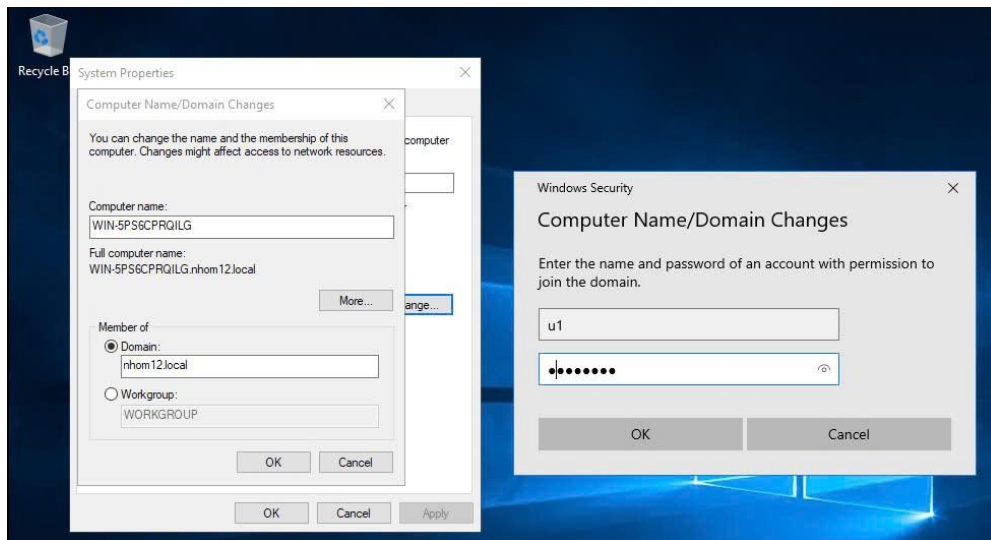 Recycle B
System Properties
Computer Name/Domain Changes
You can change the name and the membership of this
computer. Changes might affect access to network resources.
computer
Computer name:
WIN-5PS6CPRQILG
Full computer name:
WIN-5PS6CPRQILG.nhom12.local
More...
ange...
Member of
Domain:
nhom12.local
Workgroup:
WORKGROUP
OK Cancel
OK Cancel Apply
Windows Security
Computer Name/Domain Changes
Enter the name and password of an account with permission to
join the domain.
u1
OK Cancel